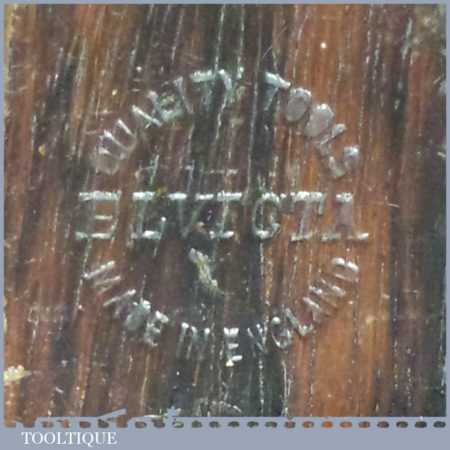 QUALITY TOOLS
ELVICTA
MADE IN ENGLAND
TOOLTIQUE